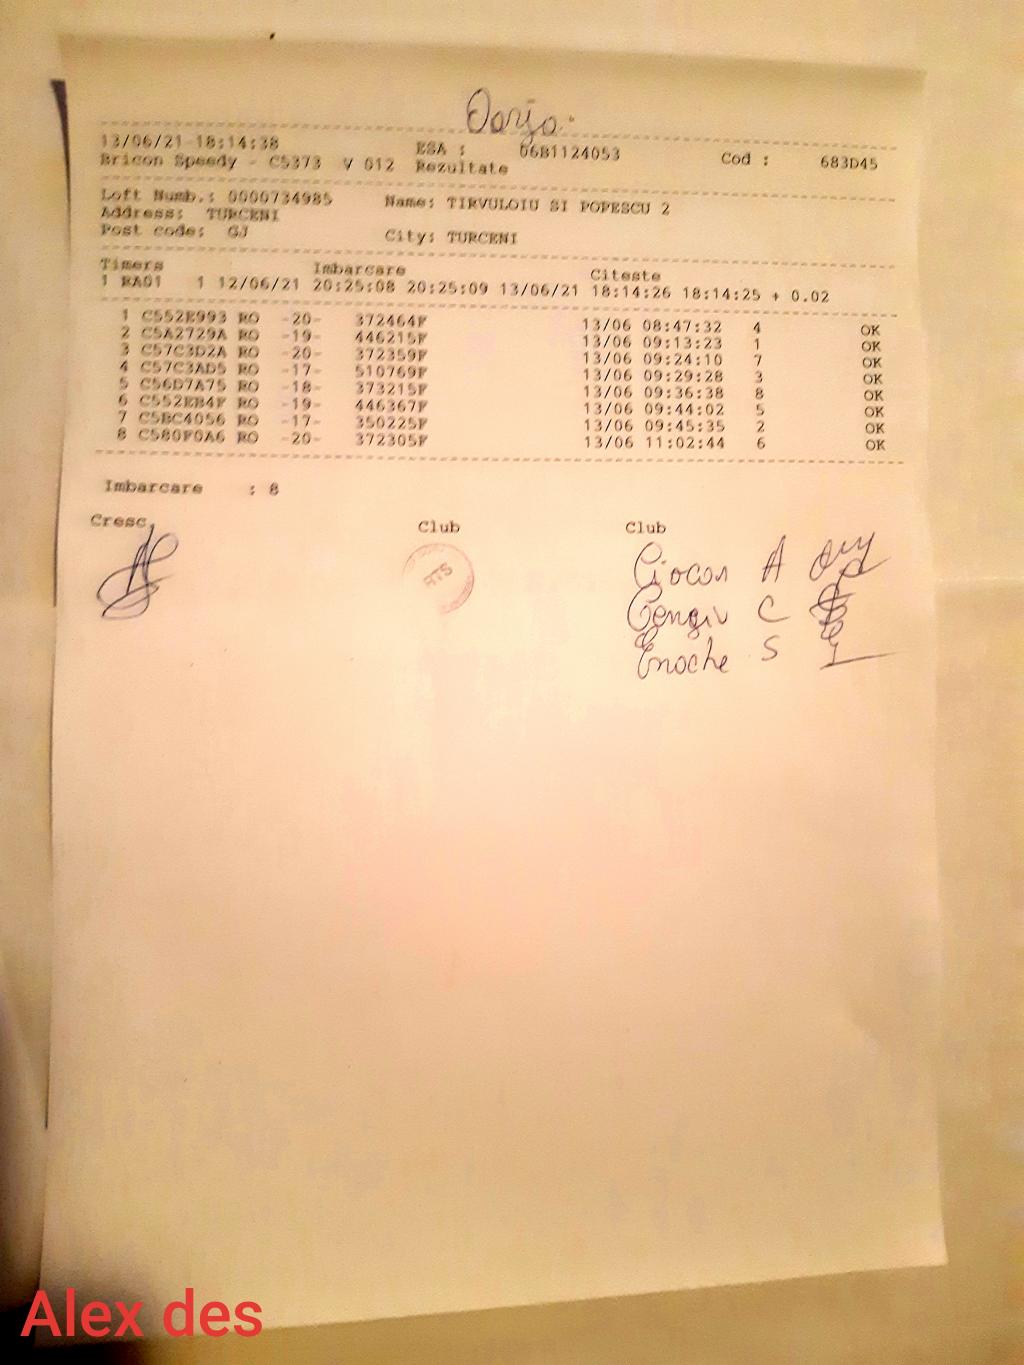 Oarja.
13/06/21 18:14:38 ESA : 06B1124053 Cod : 683D45
Bricon Speedy - C5373 V 012 Rezultate
Loft Numb.: 0000734985 Name: TIRVULOIU SI POPESCU 2
Address: TURCENI
Post code: GJ City: TURCENI
Timers Imbarcare Citeste
1 RA01 1 12/06/21 20:25:08 20:25:09 13/06/21 18:14:26 18:14:25 + 0.02
1 C552E993 RO -20- 372464F 13/06 08:47:32 4 OK
2 C5A2729A RO -19- 446215F 13/06 09:13:23 1 OK
3 C57C3D2A RO -20- 372359F 13/06 09:24:10 7 OK
4 C57C3AD5 RO -17- 510769F 13/06 09:29:28 3 OK
5 C56D7A75 RO -18- 373215F 13/06 09:36:38 8 OK
6 C552EB4F RO -19- 446367F 13/06 09:44:02 5 OK
7 C5BC4056 RO -17- 350225F 13/06 09:45:35 2 OK
8 C580F0A6 RO -20- 372305F 13/06 11:02:44 6 OK
Imbarcare : 8
Cresc. Club Club
RTS
Ciocan A
Gengiu C
Enache S
Alex des